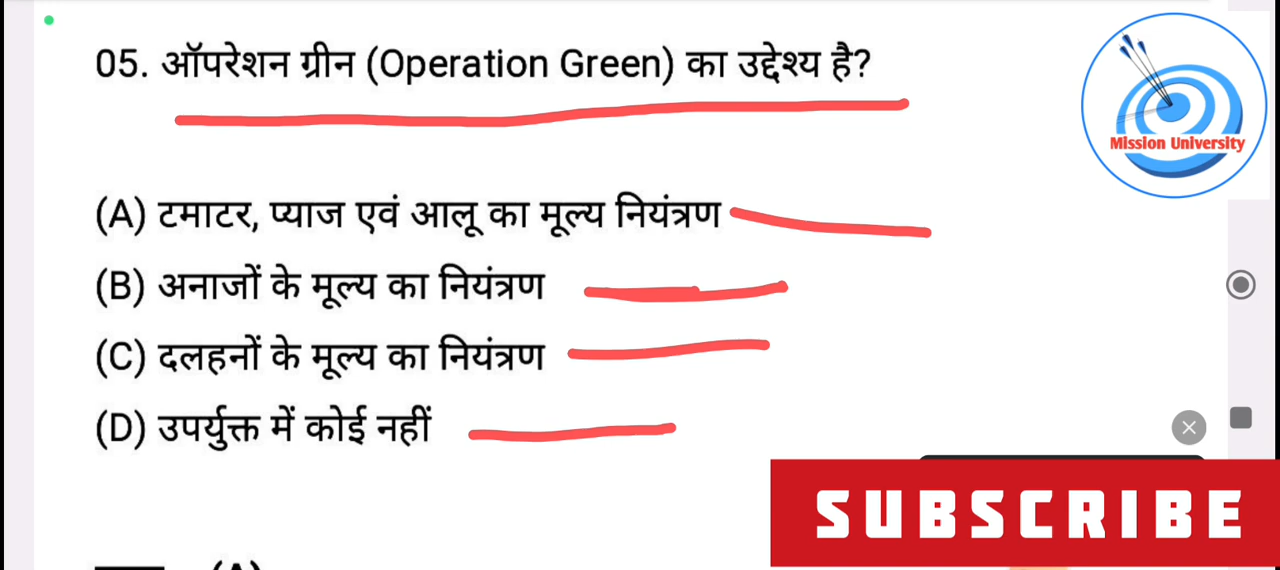 05. ऑपरेशन ग्रीन (Operation Green) का उद्देश्य है?
Mission University
(A) टमाटर, प्याज एवं आलू का मूल्य नियंत्रण
(B) अनाजों के मूल्य का नियंत्रण
(C) दलहनों के मूल्य का नियंत्रण
(D) उपर्युक्त में कोई नहीं
SUBSCRIBE